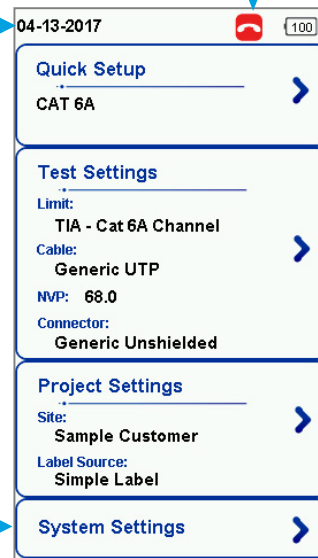 04-13-2017
100
Quick Setup
CAT 6A
Test Settings
Limit:
TIA - Cat 6A Channel
Cable:
Generic UTP
NVP: 68.0
Connector:
Generic Unshielded
Project Settings
Site:
Sample Customer
Label Source:
Simple Label
System Settings